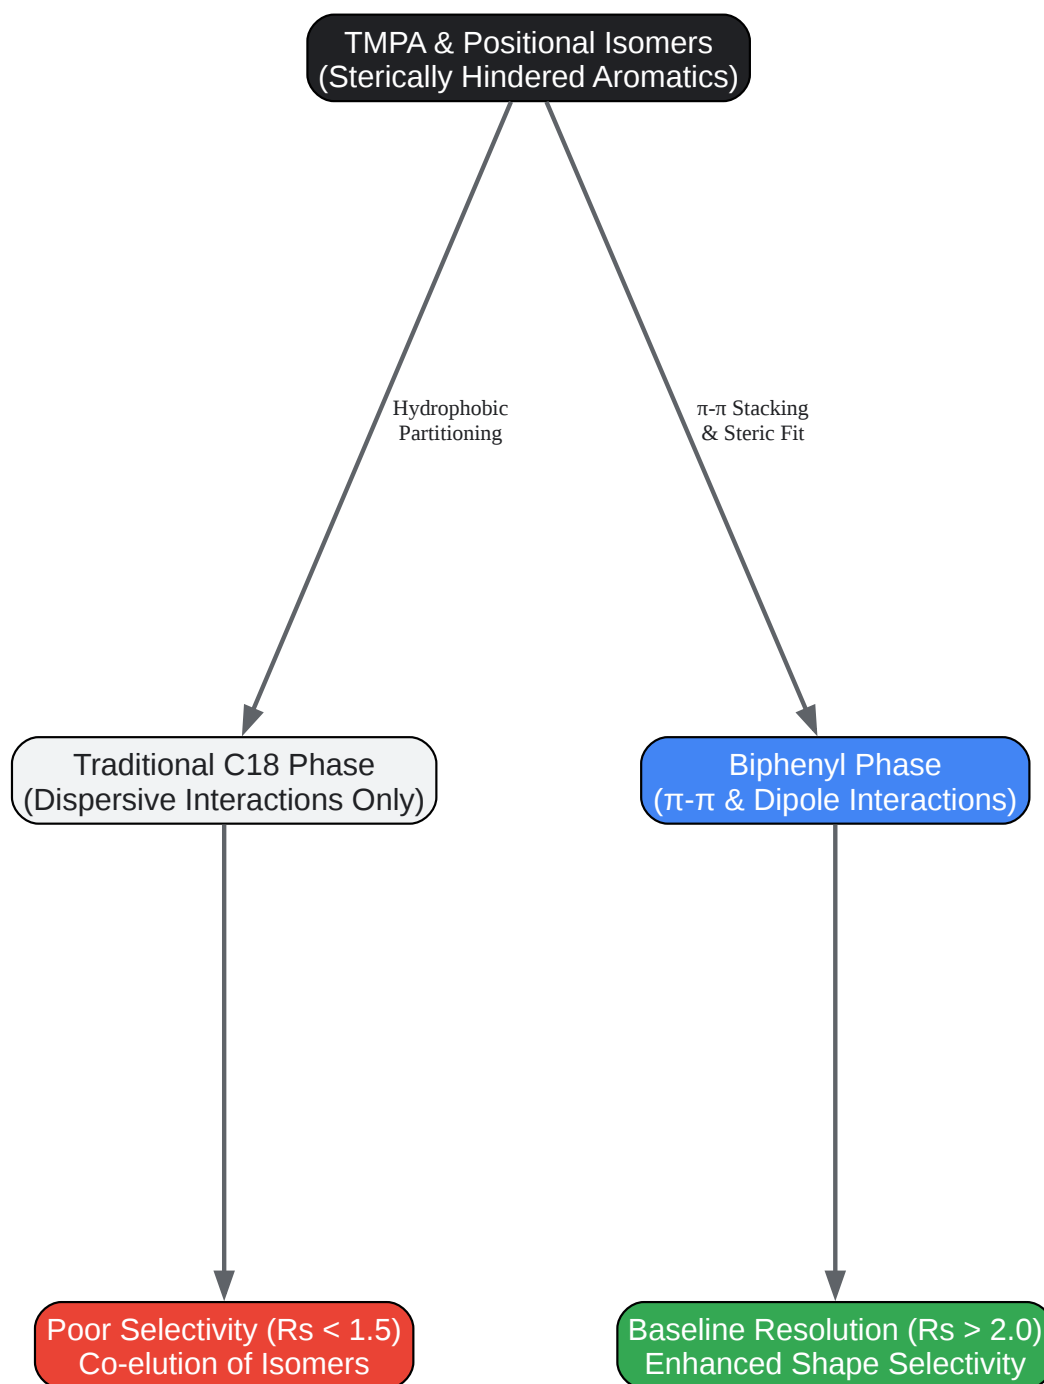 TMPA & Positional Isomers
(Sterically Hindered Aromatics)
Hydrophobic
Partitioning
π-π Stacking
& Steric Fit
Traditional C18 Phase
(Dispersive Interactions Only)
Biphenyl Phase
(π-π & Dipole Interactions)
Poor Selectivity (Rs < 1.5)
Co-elution of Isomers
Baseline Resolution (Rs > 2.0)
Enhanced Shape Selectivity